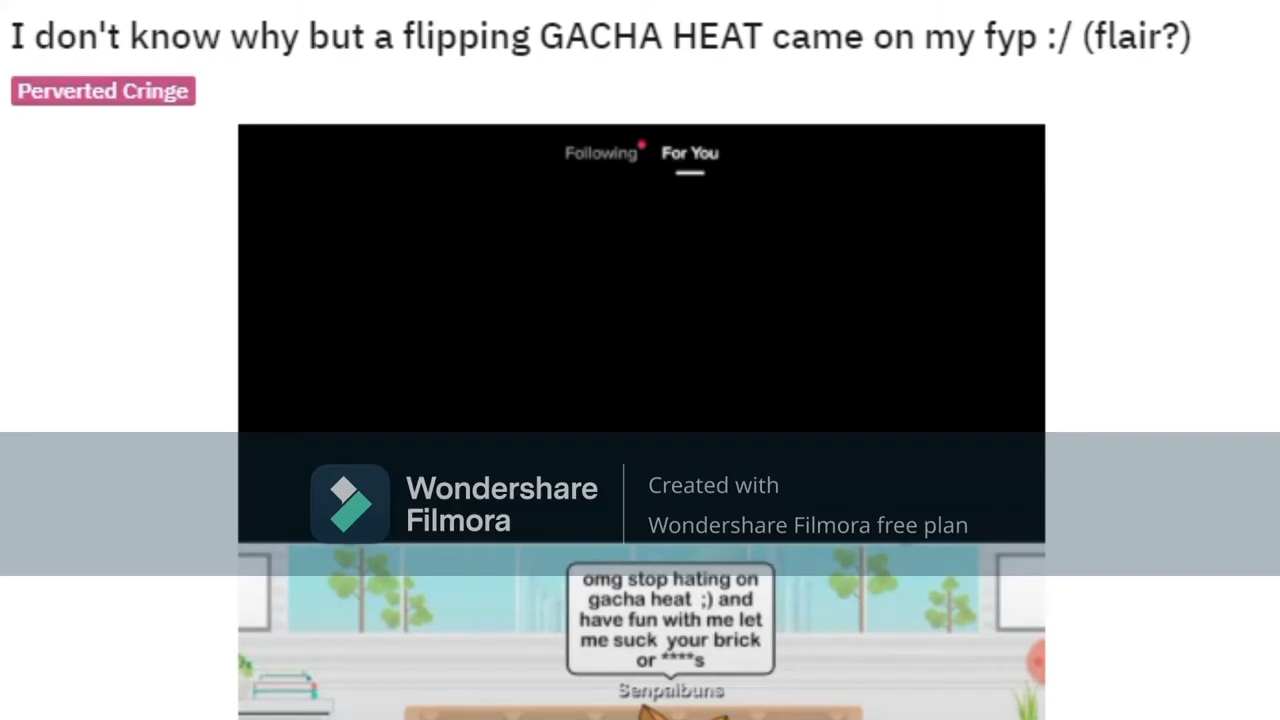 I don't know why but a flipping GACHA HEAT came on my fyp :/ (flair?)
Perverted Cringe
Following For You
Wondershare
Filmora
Created with
Wondershare Filmora free plan
omg stop hating on
gacha heat ;) and
have fun with me let
me suck your brick
or ****s
Senpaibuns